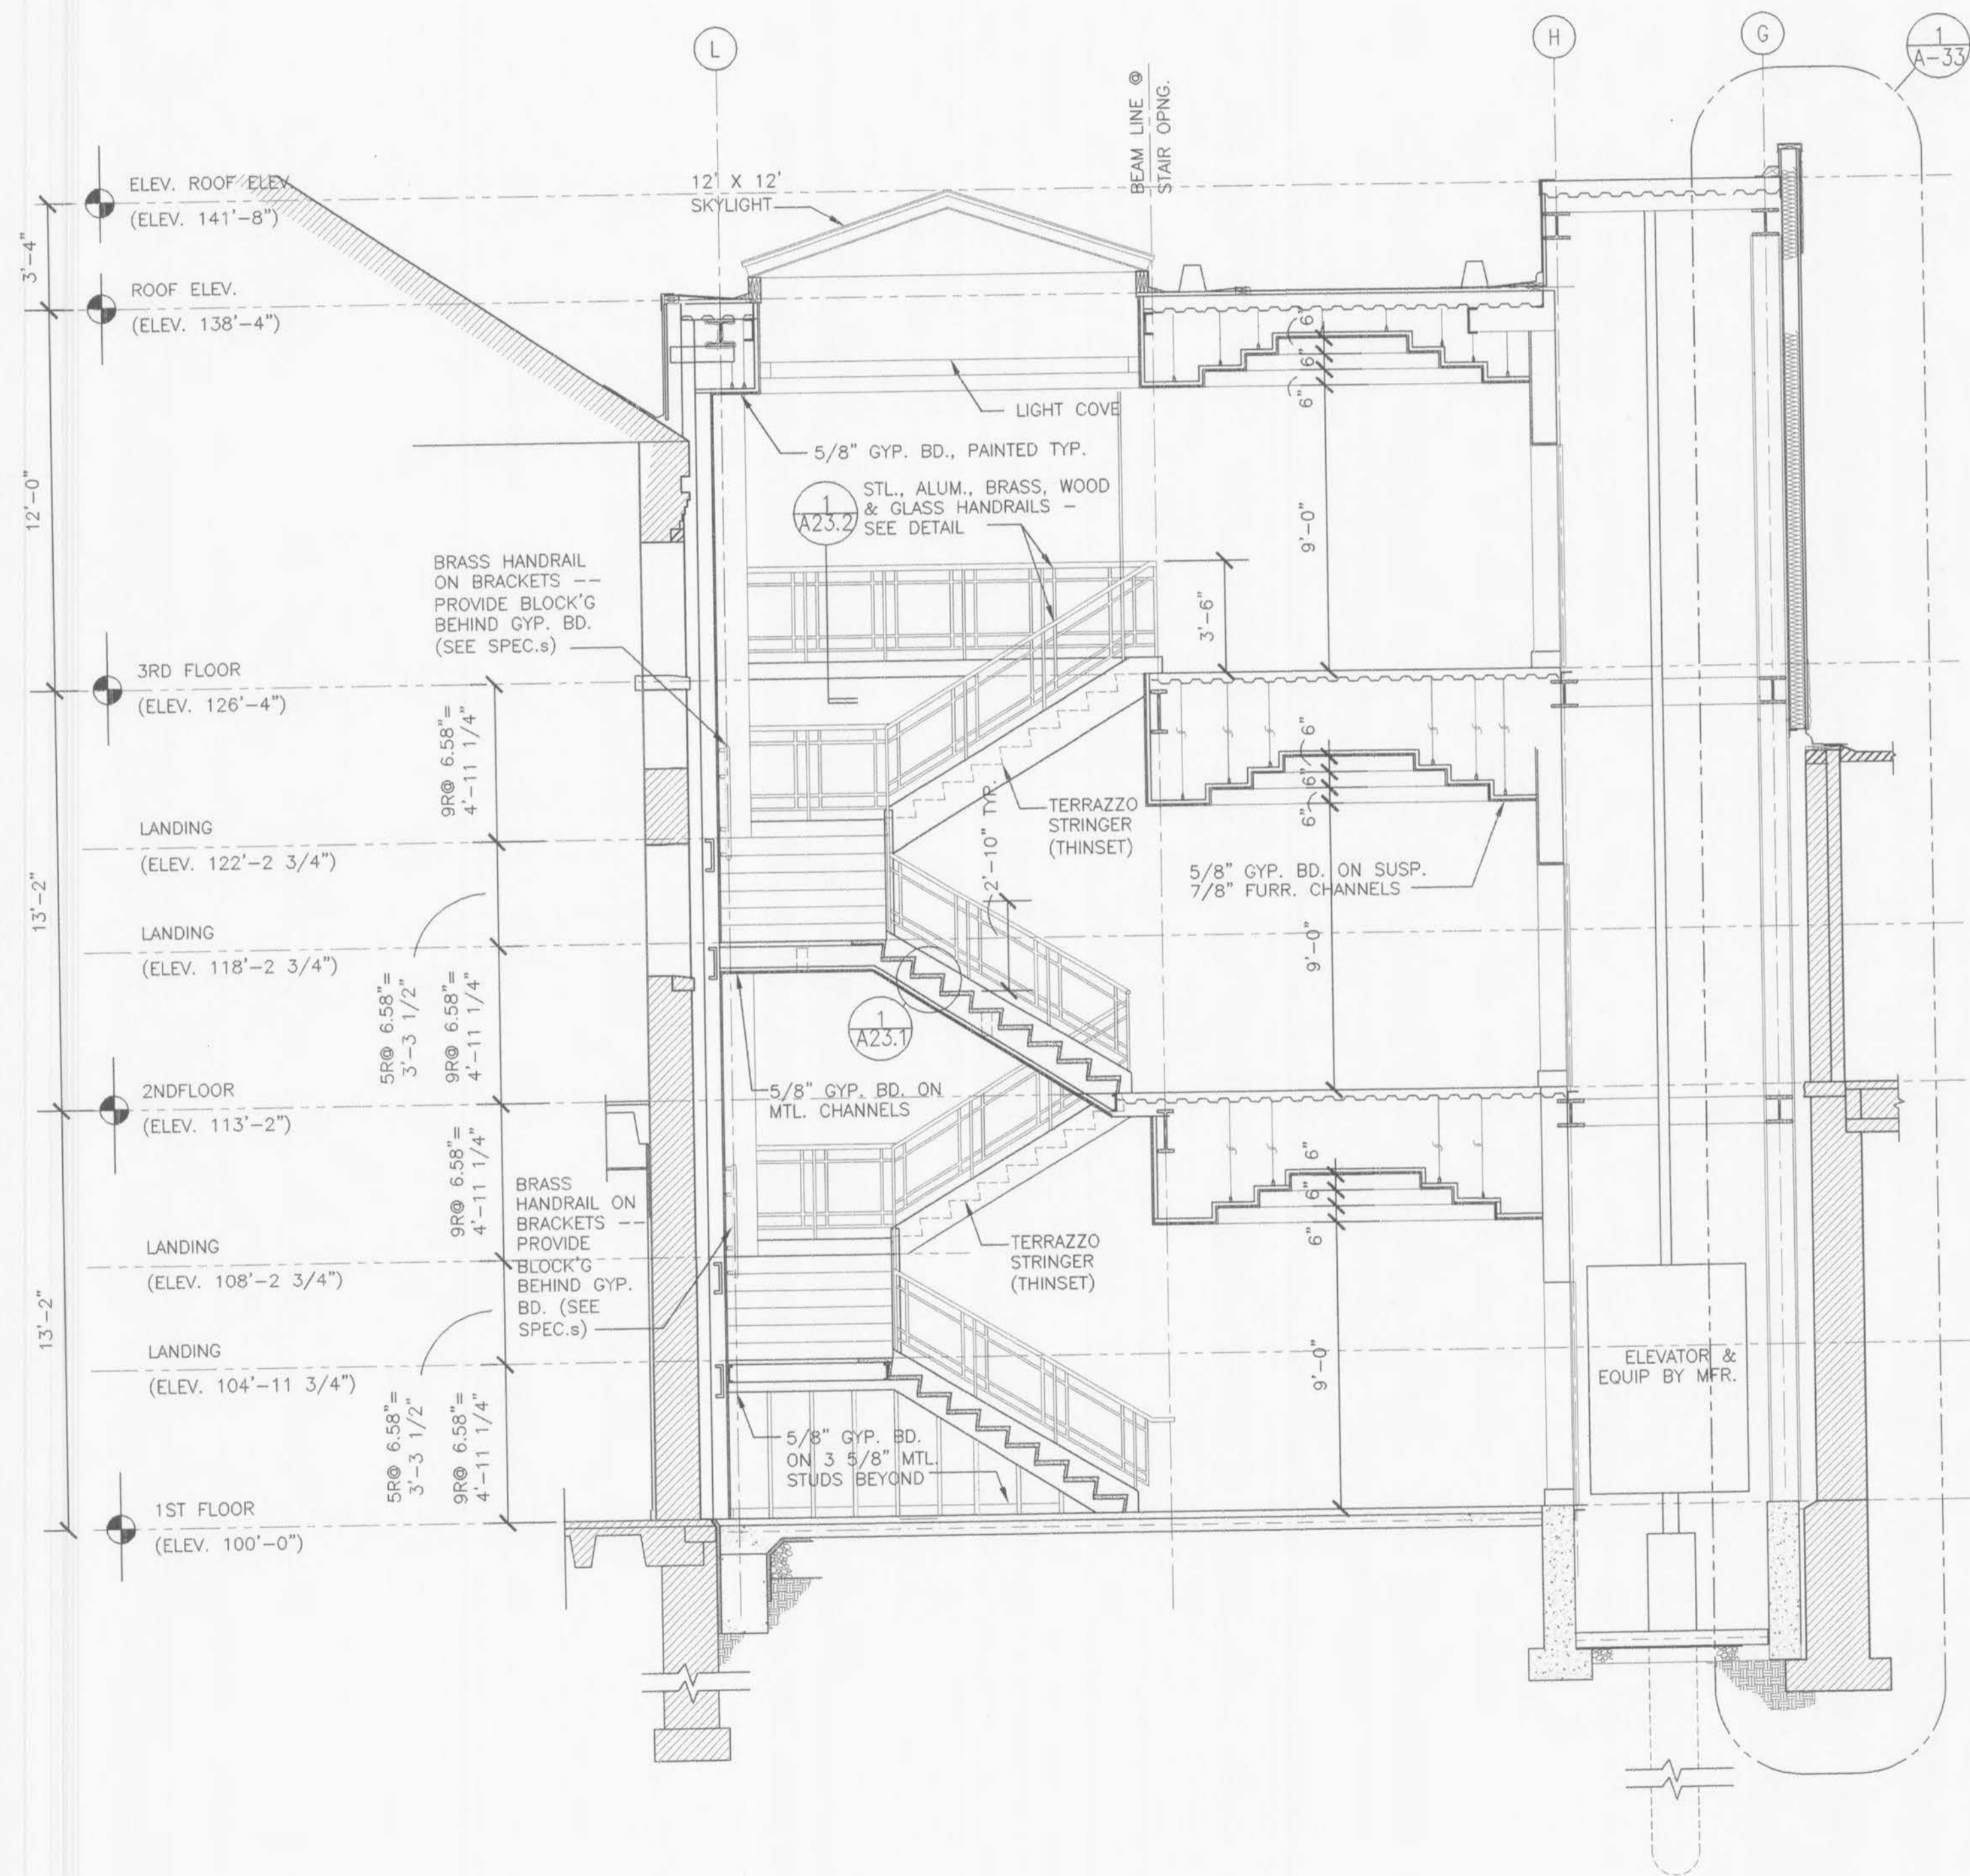 L
H
G
1
A-33
BEAM LINE @
STAIR OPNG.
ELEV. ROOF ELEV.
(ELEV. 141'-8")
12' X 12'
SKYLIGHT
3'-4"
ROOF ELEV.
(ELEV. 138'-4")
6"
6"
6"
LIGHT COVE
5/8" GYP. BD., PAINTED TYP.
12'-0"
1
A23.2
STL., ALUM., BRASS, WOOD
& GLASS HANDRAILS –
SEE DETAIL
9'-0"
BRASS HANDRAIL
ON BRACKETS --
PROVIDE BLOCK'G
BEHIND GYP. BD.
(SEE SPEC.s)
3'-6"
3RD FLOOR
(ELEV. 126'-4")
9R@ 6.58"=
4'-11 1/4"
6"
6"
6"
TERRAZZO
STRINGER
(THINSET)
LANDING
(ELEV. 122'-2 3/4")
2'-10" TYP.
5/8" GYP. BD. ON SUSP.
7/8" FURR. CHANNELS
13'-2"
LANDING
(ELEV. 118'-2 3/4")
9'-0"
5R@ 6.58"=
3'-3 1/2"
9R@ 6.58"=
4'-11 1/4"
1
A23.1
2NDFLOOR
(ELEV. 113'-2")
5/8" GYP. BD. ON
MTL. CHANNELS
9R@ 6.58"=
4'-11 1/4"
6"
6"
6"
BRASS
HANDRAIL ON
BRACKETS --
PROVIDE
BLOCK'G
BEHIND GYP.
BD. (SEE
SPEC.s)
TERRAZZO
STRINGER
(THINSET)
LANDING
(ELEV. 108'-2 3/4")
13'-2"
LANDING
(ELEV. 104'-11 3/4")
9'-0"
ELEVATOR &
EQUIP BY MFR.
5R@ 6.58"=
3'-3 1/2"
9R@ 6.58"=
4'-11 1/4"
5/8" GYP. BD.
ON 3 5/8" MTL.
STUDS BEYOND
1ST FLOOR
(ELEV. 100'-0")